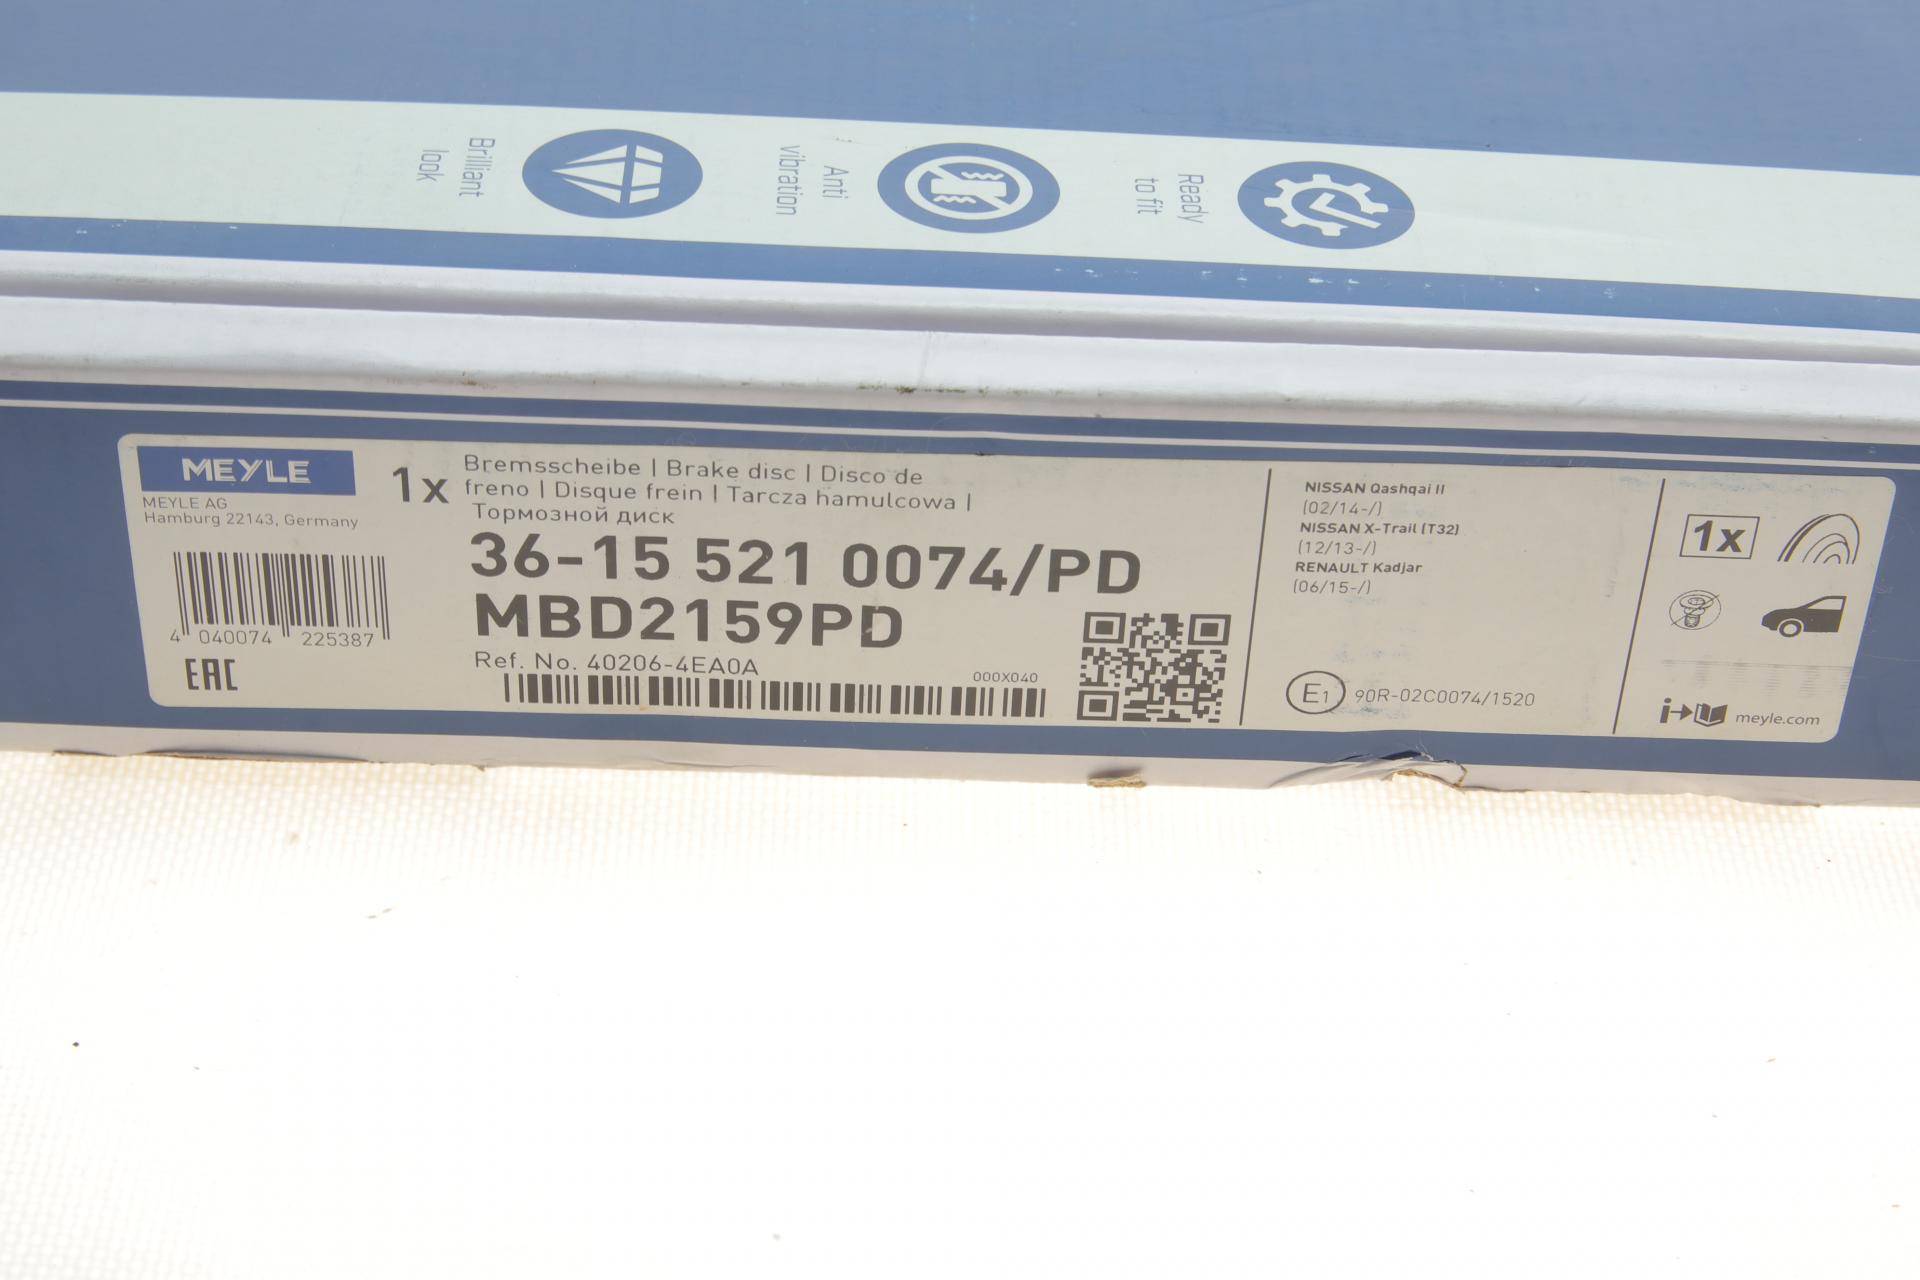 Brilliant
look
Anti
vibration
Ready
to fit
MEYLE
MEYLE AG
Hamburg 22143, Germany
4 040074 225387
EAC
1x
Bremsscheibe | Brake disc | Disco de
freno | Disque frein | Tarcza hamulcowa |
Тормозной диск
36-15 521 0074/PD
MBD2159PD
Ref. No. 40206-4EA0A
000X040
NISSAN Qashqai II
(02/14-/)
NISSAN X-Trail (T32)
(12/13-/)
RENAULT Kadjar
(06/15-/)
E1 90R-02C0074/1520
1x
i
meyle.com